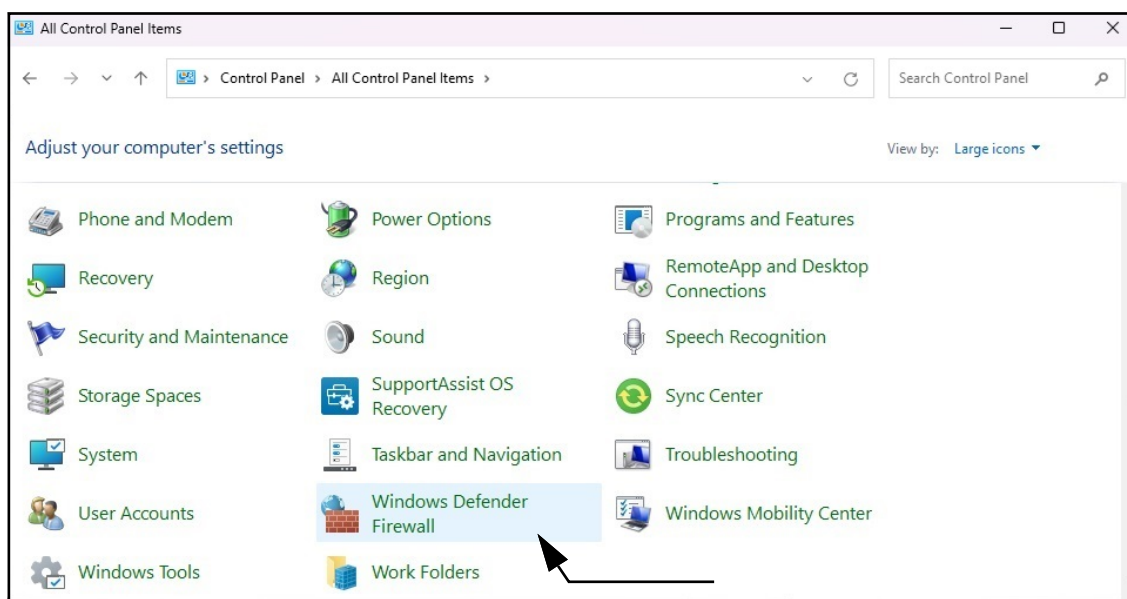 All Control Panel Items
Control Panel > All Control Panel Items >
Search Control Panel
Adjust your computer's settings
View by: Large icons
Phone and Modem
Power Options
Programs and Features
Recovery
Region
RemoteApp and Desktop
Connections
Security and Maintenance
Sound
Speech Recognition
Storage Spaces
SupportAssist OS
Recovery
Sync Center
System
Taskbar and Navigation
Troubleshooting
User Accounts
Windows Defender
Firewall
Windows Mobility Center
Windows Tools
Work Folders